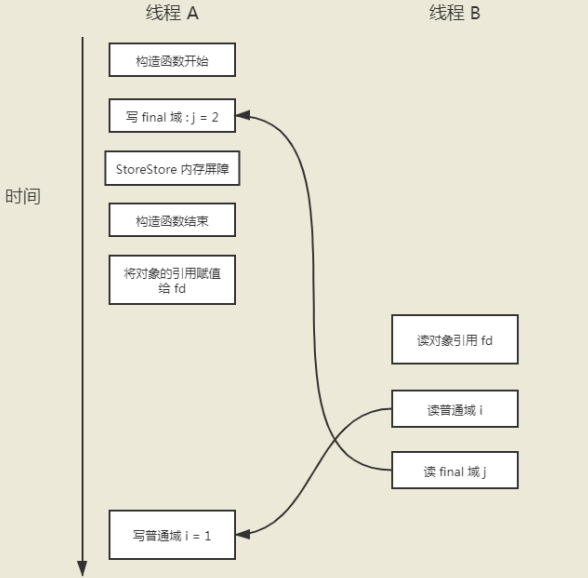 线程 A
线程 B
构造函数开始
写 final 域 : j = 2
StoreStore 内存屏障
时间
构造函数结束
将对象的引用赋值
给 fd
读对象引用 fd
读普通域 i
读 final 域 j
写普通域 i = 1